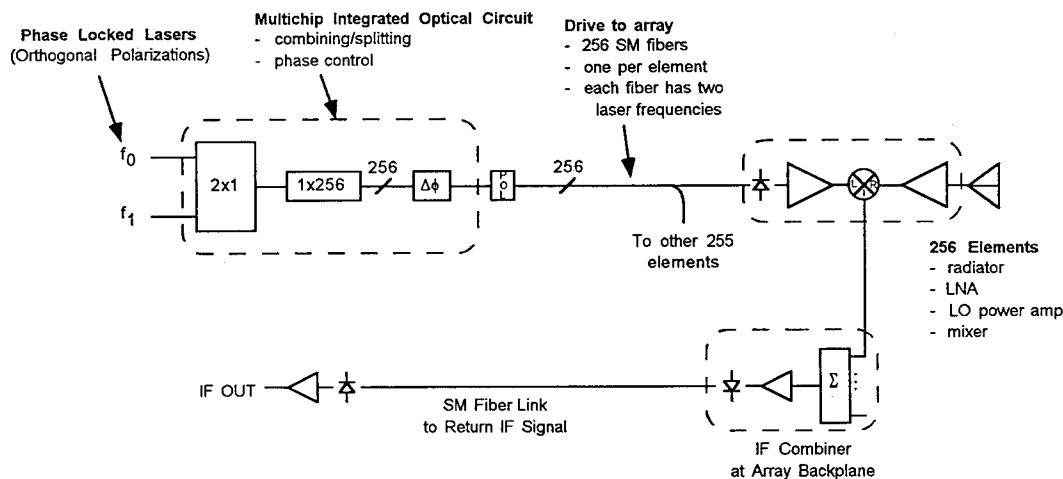 Phase Locked Lasers
(Orthogonal Polarizations)
Multichip Integrated Optical Circuit
- combining/splitting
- phase control
Drive to array
- 256 SM fibers
- one per element
- each fiber has two
laser frequencies
f0
f1
2x1
1x256
256
Δϕ
POL
256
To other 255
elements
L
R
I
256 Elements
- radiator
- LNA
- LO power amp
- mixer
IF OUT
SM Fiber Link
to Return IF Signal
Σ
IF Combiner
at Array Backplane